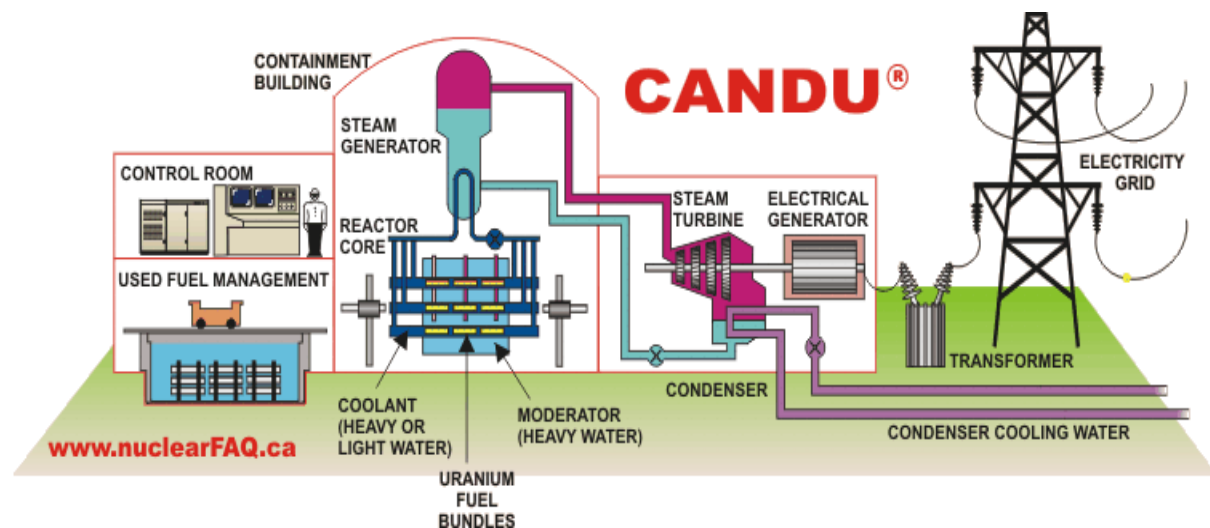 CONTAINMENT
BUILDING
CANDU®
STEAM
GENERATOR
ELECTRICITY
GRID
CONTROL ROOM
STEAM
TURBINE
ELECTRICAL
GENERATOR
REACTOR
CORE
USED FUEL MANAGEMENT
TRANSFORMER
CONDENSER
COOLANT
(HEAVY OR
LIGHT WATER)
MODERATOR
(HEAVY WATER)
CONDENSER COOLING WATER
www.nuclearFAQ.ca
URANIUM
FUEL
BUNDLES